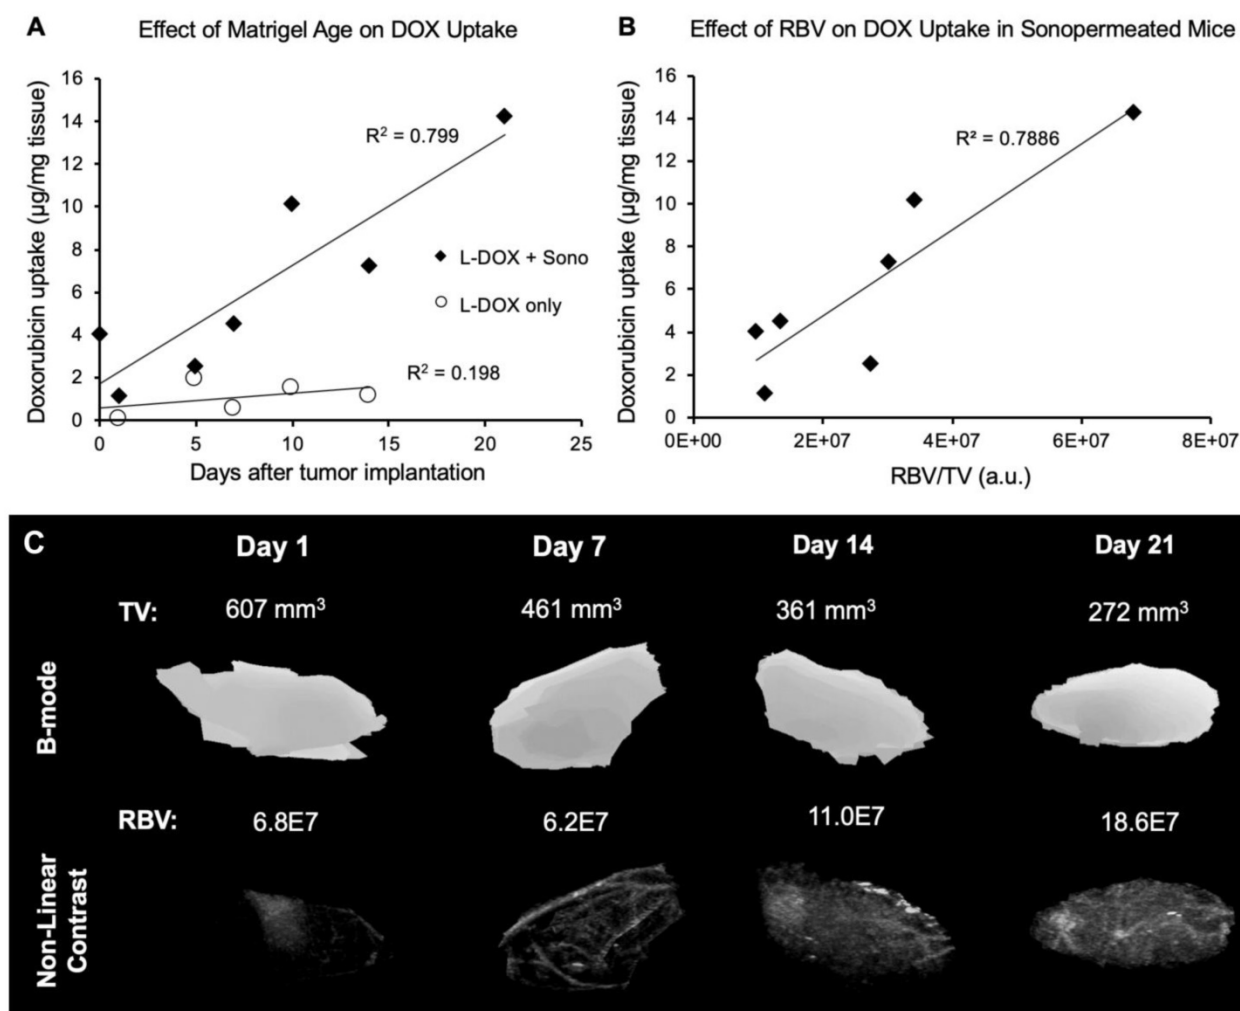 A
Effect of Matrigel Age on DOX Uptake
Doxorubicin uptake (µg/mg tissue)
16
14
12
10
8
6
4
2
0
R² = 0.799
L-DOX + Sono
L-DOX only
R² = 0.198
0 5 10 15 20 25
Days after tumor implantation
B
Effect of RBV on DOX Uptake in Sonopermeated Mice
Doxorubicin uptake (µg/mg tissue)
16
14
12
10
8
6
4
2
0
R² = 0.7886
0E+00 2E+07 4E+07 6E+07 8E+07
RBV/TV (a.u.)
C
Day 1 Day 7 Day 14 Day 21
TV: 607 mm³ 461 mm³ 361 mm³ 272 mm³
B-mode
RBV: 6.8E7 6.2E7 11.0E7 18.6E7
Non-Linear
Contrast